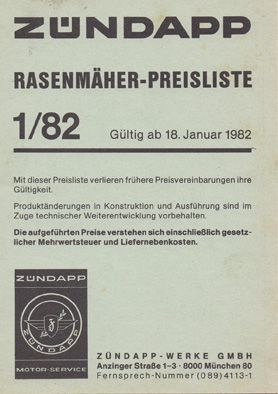 ZÜNDAPP
RASENMÄHER-PREISLISTE
1/82 Gültig ab 18. Januar 1982
Mit dieser Preisliste verlieren frühere Preisvereinbarungen ihre
Gültigkeit.
Produktänderungen in Konstruktion und Ausführung sind im
Zuge technischer Weiterentwicklung vorbehalten.
Die aufgeführten Preise verstehen sich einschließlich gesetz-
licher Mehrwertsteuer und Liefernebenkosten.
ZÜNDAPP
ZÜNDAPP
MOTOR-SERVICE
ZÜNDAPP-WERKE GMBH
Anzinger Straße 1-3 · 8000 München 80
Fernsprech-Nummer (089) 4113-1